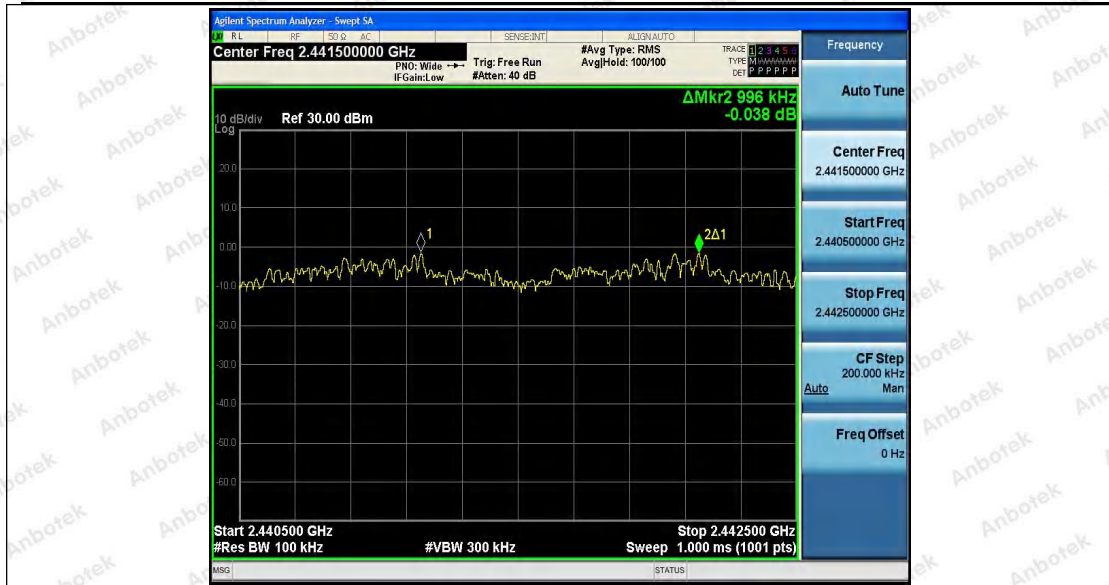 Agilent Spectrum Analyzer - Swept SA
RL RF 50 Ω AC SENSE:INT ALIGNAUTO
Center Freq 2.441500000 GHz
PNO: Wide
IFGain:Low
Trig: Free Run
#Atten: 40 dB
#Avg Type: RMS
Avg|Hold: 100/100
TRACE 1 2 3 4 5 6
TYPE M
DET P P P P P P
ΔMkr2 996 kHz
-0.038 dB
10 dB/div Ref 30.00 dBm
Log
20.0
10.0
0.00
-10.0
-20.0
-30.0
-40.0
-50.0
-60.0
1
2Δ1
Start 2.440500 GHz
Stop 2.442500 GHz
#Res BW 100 kHz
#VBW 300 kHz
Sweep 1.000 ms (1001 pts)
MSG
STATUS
Frequency
Auto Tune
Center Freq
2.441500000 GHz
Start Freq
2.440500000 GHz
Stop Freq
2.442500000 GHz
CF Step
200.000 kHz
Auto Man
Freq Offset
0 Hz
Anbotek